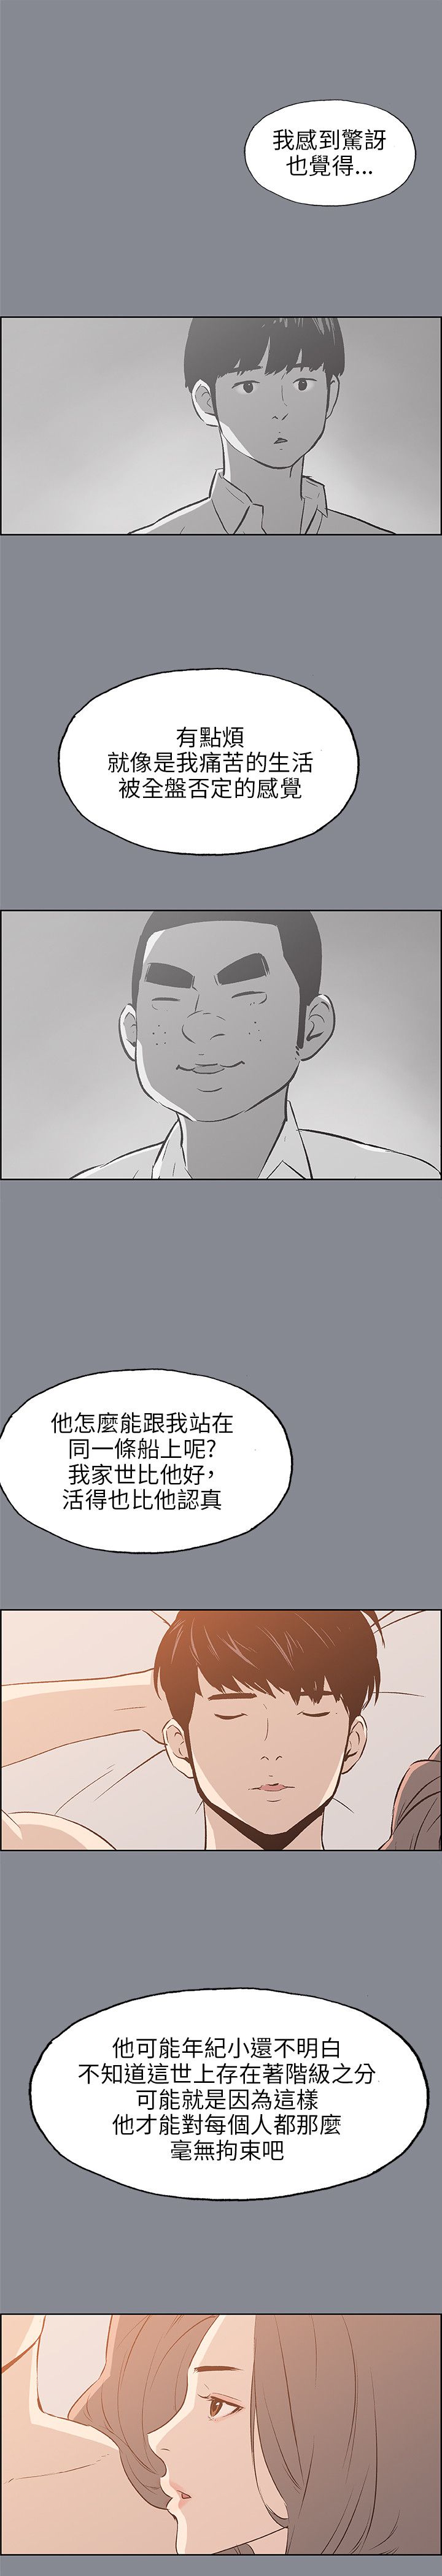 我感到驚訝
也覺得...
有點煩
就像是我痛苦的生活
被全盤否定的感覺
他怎麼能跟我站在
同一條船上呢?
我家世比他好，
活得也比他認真
他可能年紀小還不明白
不知道這世上存在著階級之分
可能就是因為這樣
他才能對每個人都那麼
毫無拘束吧